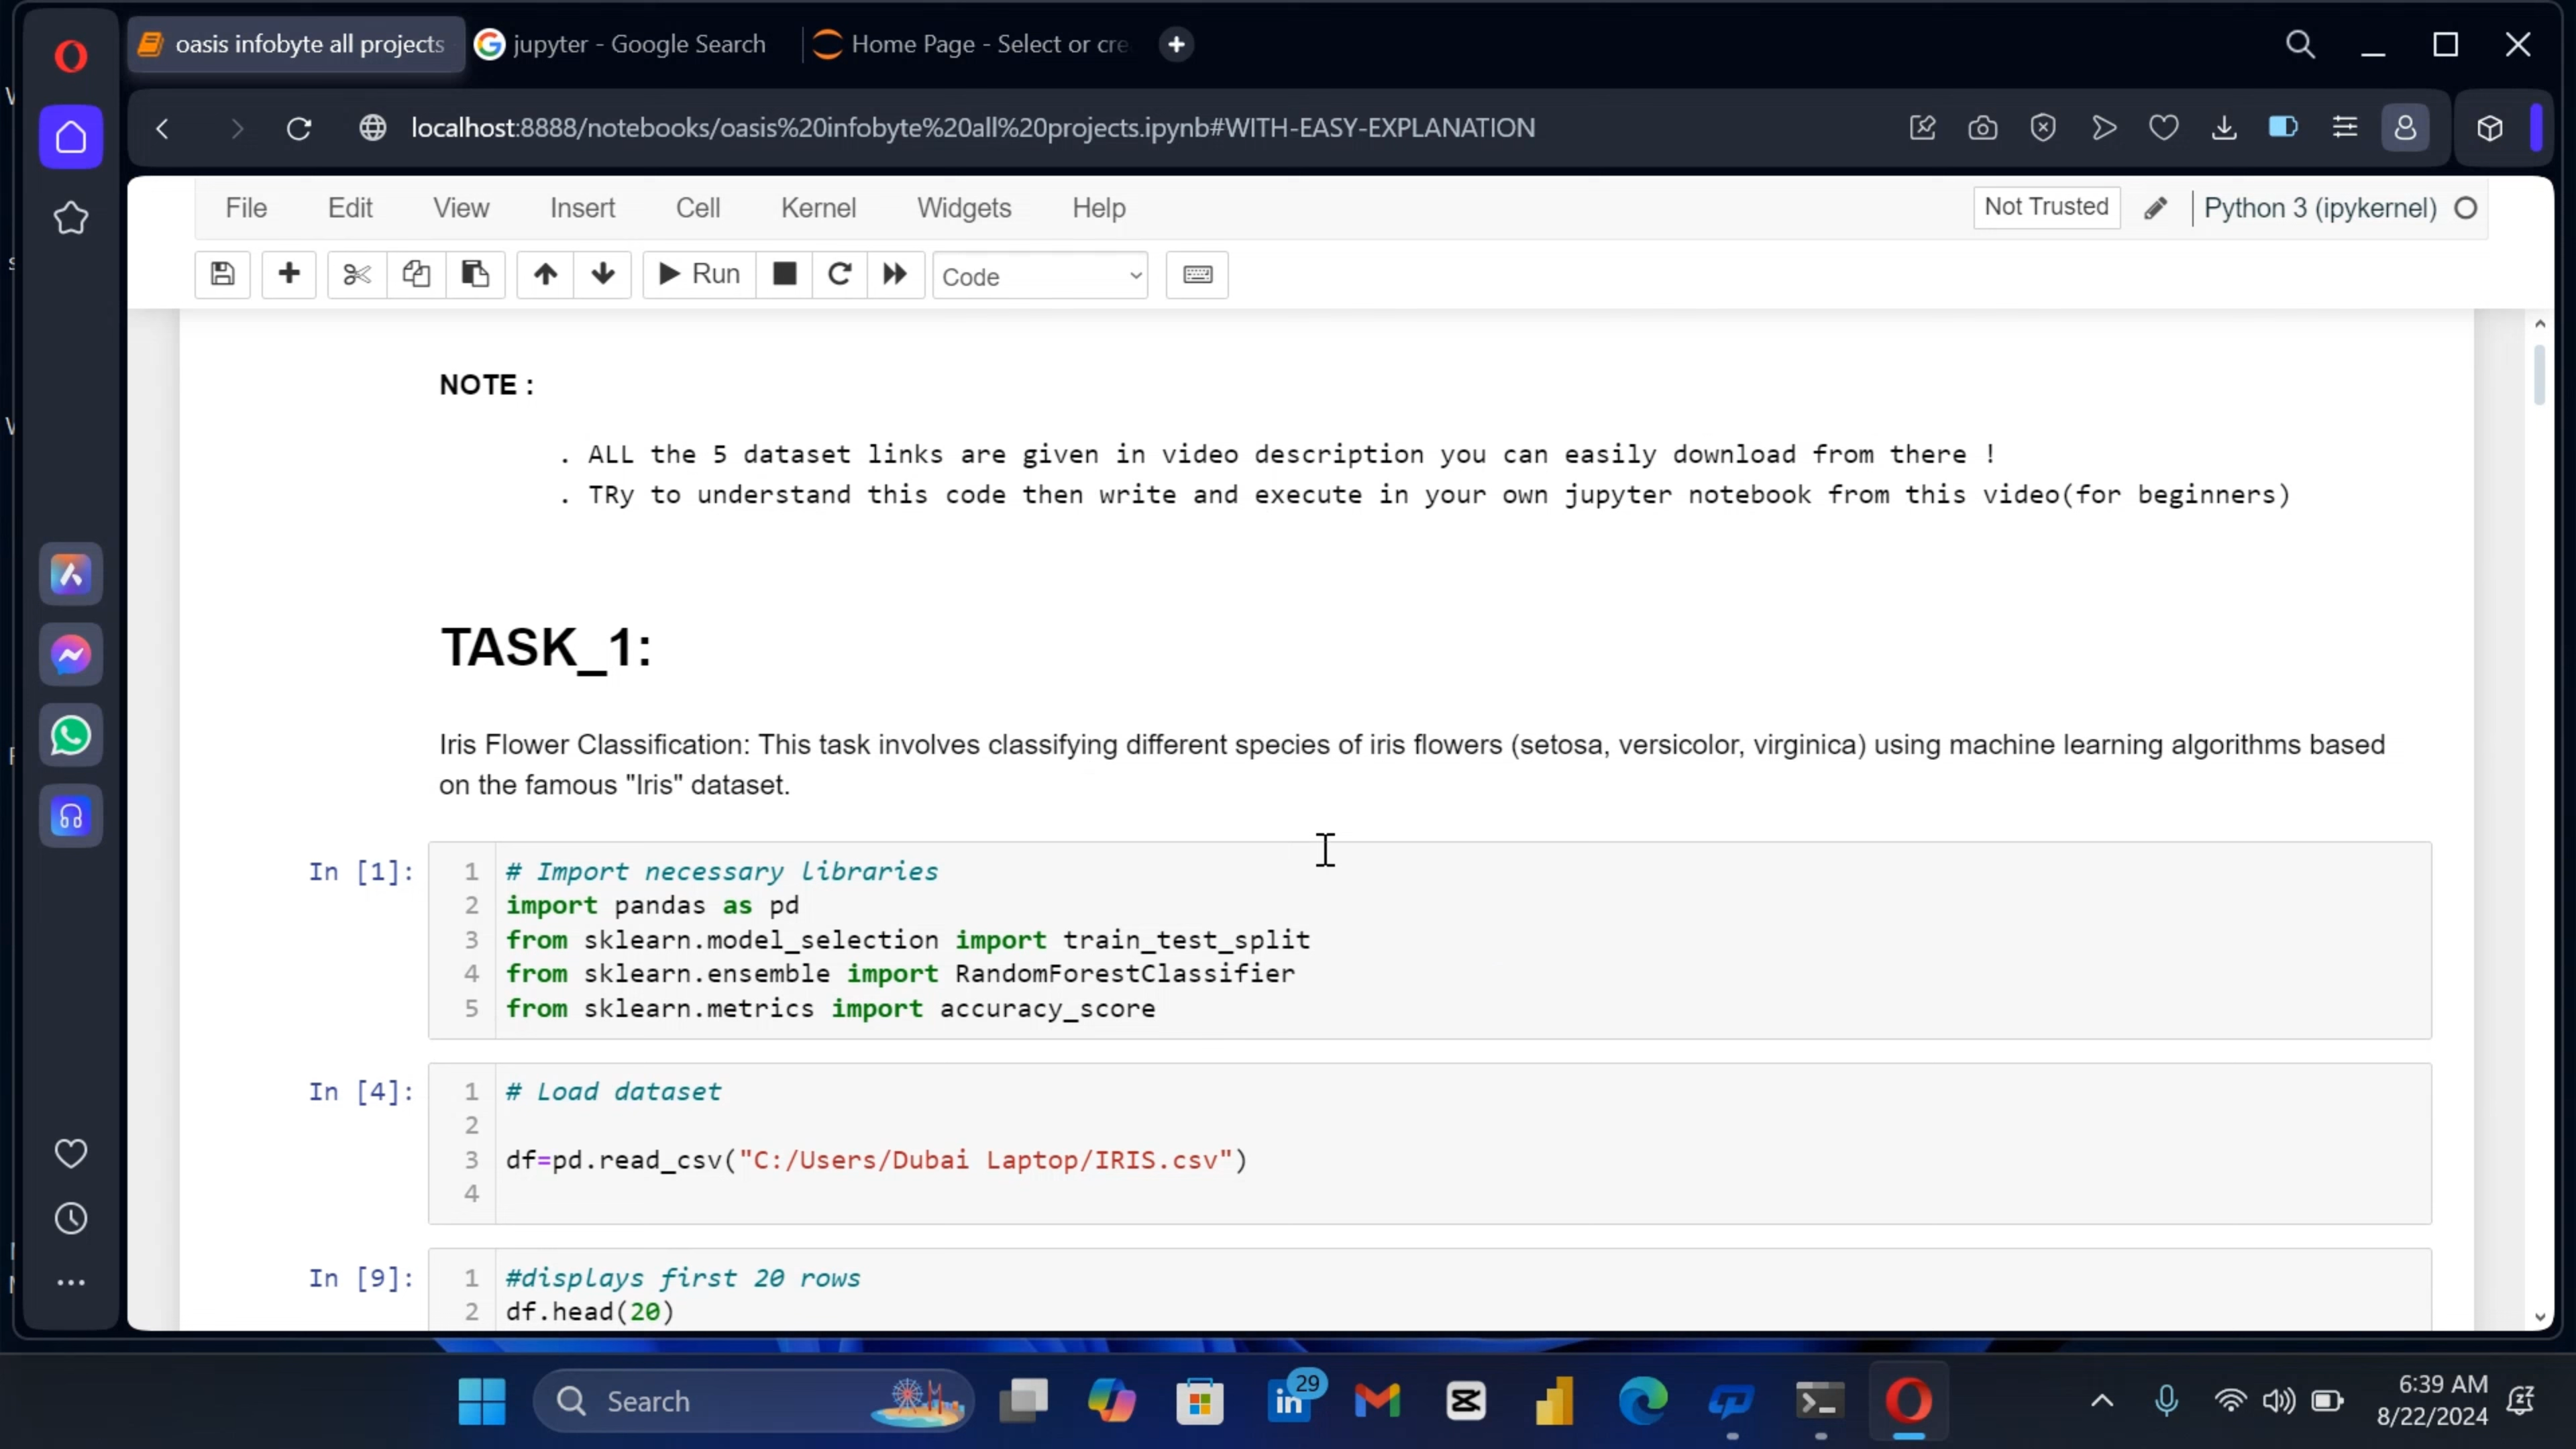 oasis infobyte all projects
jupyter - Google Search
Home Page - Select or cre
localhost:8888/notebooks/oasis%20infobyte%20all%20projects.ipynb#WITH-EASY-EXPLANATION
File Edit View Insert Cell Kernel Widgets Help
Not Trusted
Python 3 (ipykernel)
Run
Code
NOTE :
. ALL the 5 dataset links are given in video description you can easily download from there !
. TRy to understand this code then write and execute in your own jupyter notebook from this video(for beginners)
TASK_1:
Iris Flower Classification: This task involves classifying different species of iris flowers (setosa, versicolor, virginica) using machine learning algorithms based
on the famous "Iris" dataset.
In [1]:
1 # Import necessary libraries
2 import pandas as pd
3 from sklearn.model_selection import train_test_split
4 from sklearn.ensemble import RandomForestClassifier
5 from sklearn.metrics import accuracy_score
In [4]:
1 # Load dataset
2
3 df=pd.read_csv("C:/Users/Dubai Laptop/IRIS.csv")
4
In [9]:
1 #displays first 20 rows
2 df.head(20)
Search
29
in
6:39 AM
8/22/2024